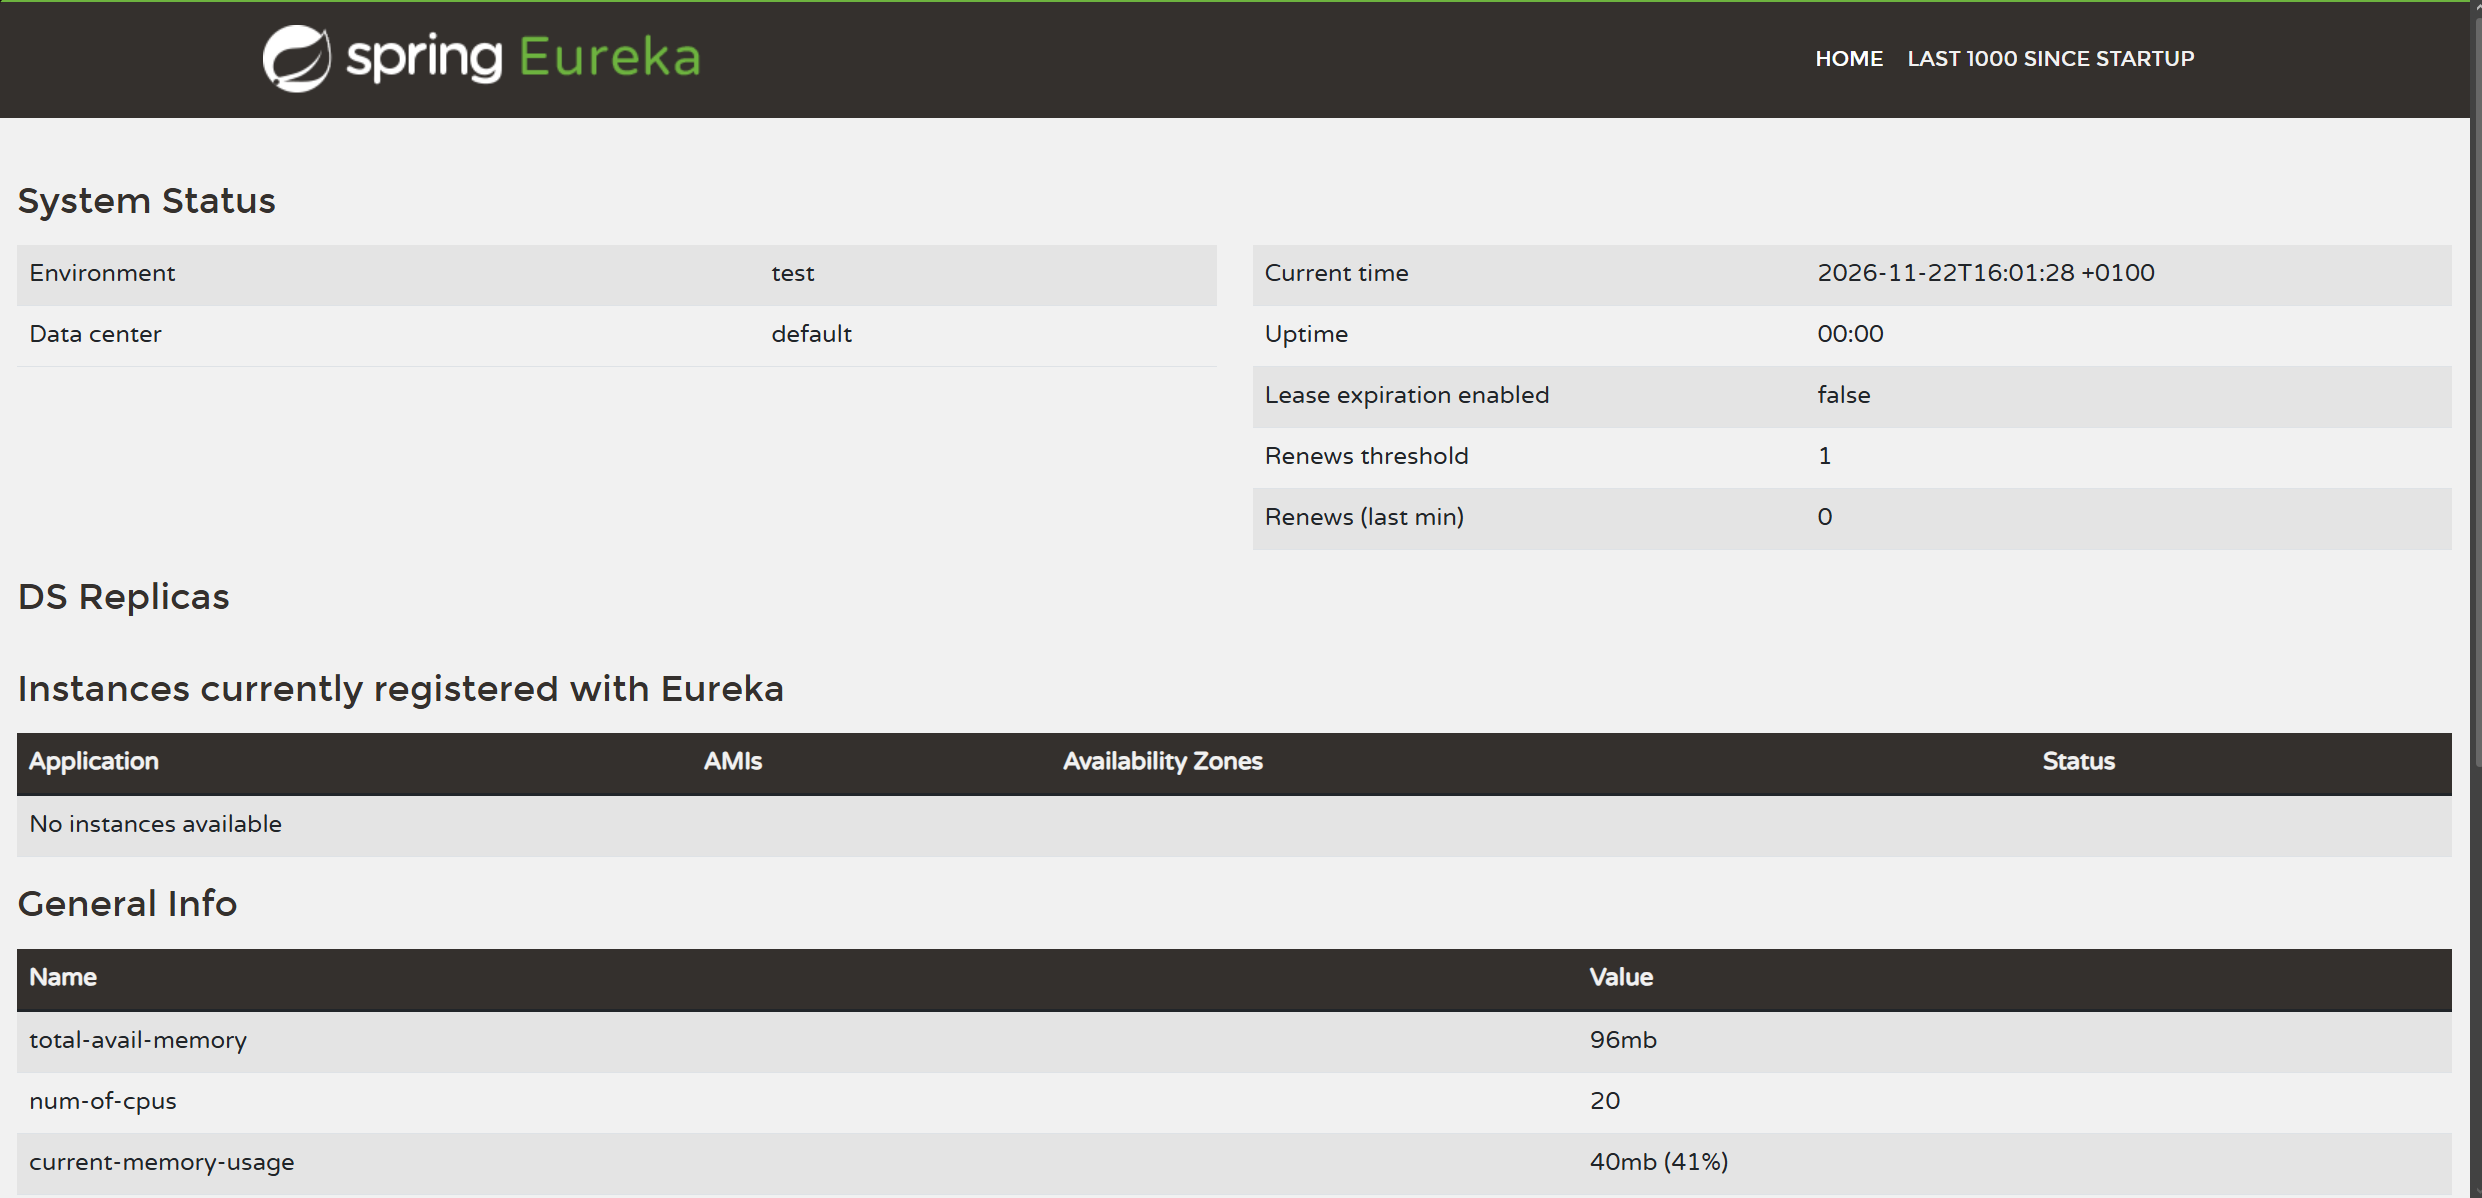 spring Eureka
HOME LAST 1000 SINCE STARTUP
System Status
Environment test
Data center default
Current time 2026-11-22T16:01:28 +0100
Uptime 00:00
Lease expiration enabled false
Renews threshold 1
Renews (last min) 0
DS Replicas
Instances currently registered with Eureka
Application AMIs Availability Zones Status
No instances available
General Info
Name Value
total-avail-memory 96mb
num-of-cpus 20
current-memory-usage 40mb (41%)